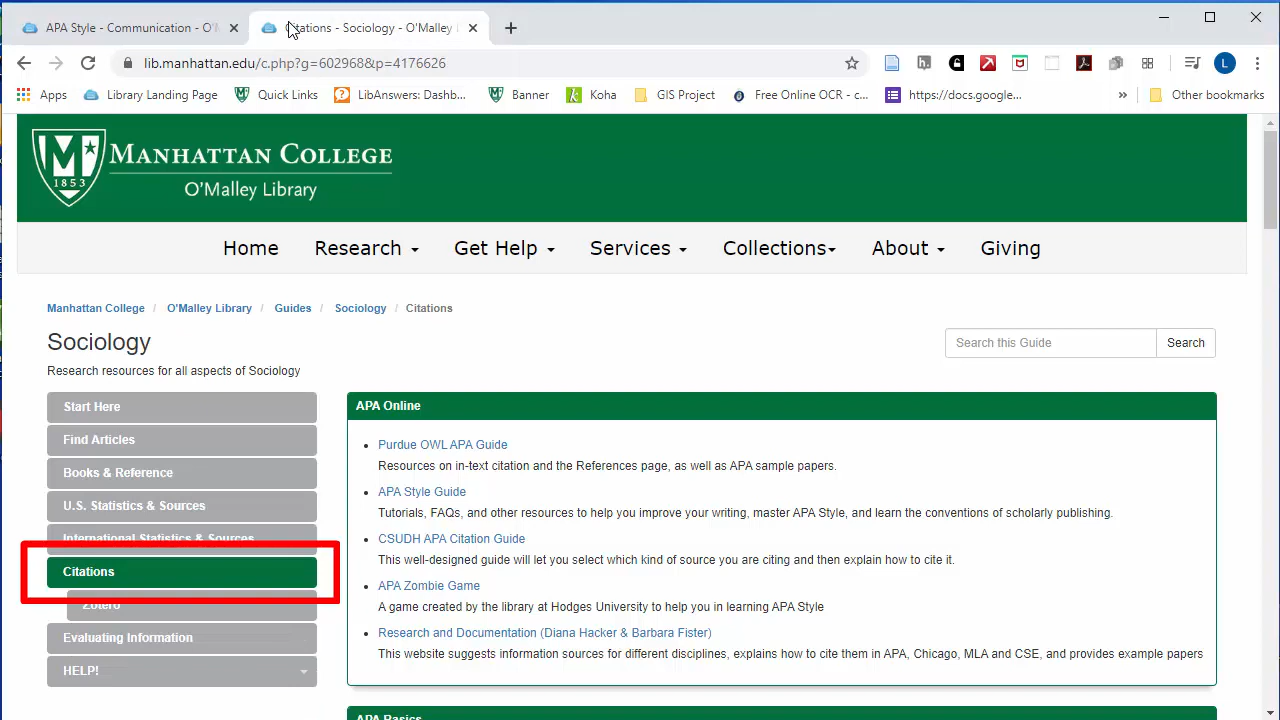 APA Style - Communication - O'M
Citations - Sociology - O'Malley
lib.manhattan.edu/c.php?g=602968&p=4176626
L
Apps
Library Landing Page
Quick Links
LibAnswers: Dashb...
Banner
Koha
GIS Project
Free Online OCR - c...
https://docs.google...
»
Other bookmarks
M
1853
MANHATTAN COLLEGE
O'Malley Library
Home
Research
Get Help
Services
Collections
About
Giving
Manhattan College / O'Malley Library / Guides / Sociology / Citations
Sociology
Search this Guide
Search
Research resources for all aspects of Sociology
Start Here
Find Articles
Books & Reference
U.S. Statistics & Sources
International Statistics & Sources
Citations
Zotero
Evaluating Information
HELP!
APA Online
• Purdue OWL APA Guide
Resources on in-text citation and the References page, as well as APA sample papers.
• APA Style Guide
Tutorials, FAQs, and other resources to help you improve your writing, master APA Style, and learn the conventions of scholarly publishing.
• CSUDH APA Citation Guide
This well-designed guide will let you select which kind of source you are citing and then explain how to cite it.
• APA Zombie Game
A game created by the library at Hodges University to help you in learning APA Style
• Research and Documentation (Diana Hacker & Barbara Fister)
This website suggests information sources for different disciplines, explains how to cite them in APA, Chicago, MLA and CSE, and provides example papers
APA Basics